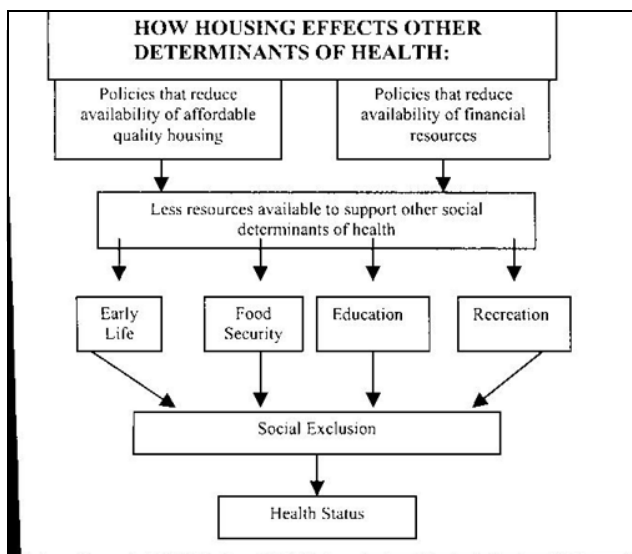 HOW HOUSING EFFECTS OTHER
DETERMINANTS OF HEALTH:
Policies that reduce
availability of affordable
quality housing
Policies that reduce
availability of financial
resources
Less resources available to support other social
determinants of health
Early
Life
Food
Security
Education
Recreation
Social Exclusion
Health Status